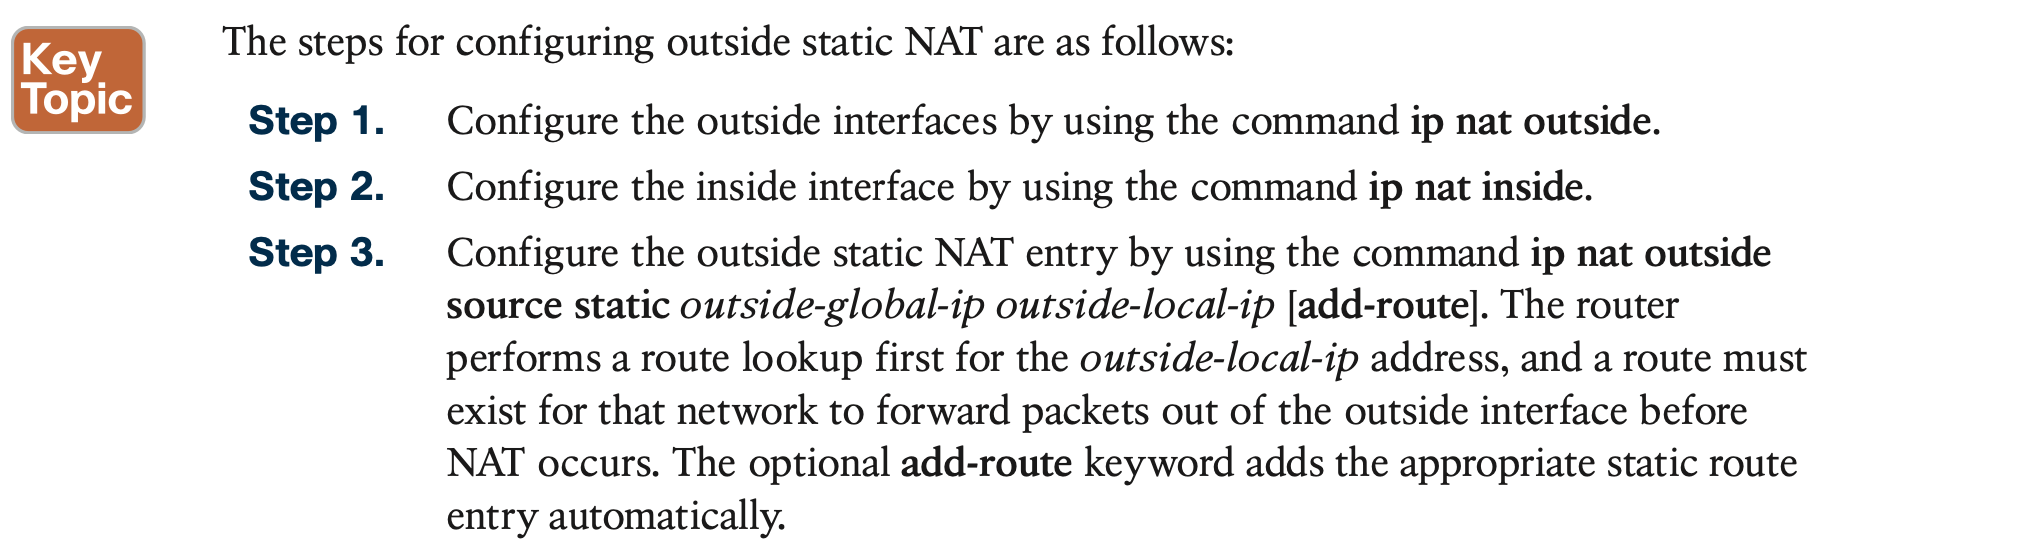 Key
Topic
The steps for configuring outside static NAT are as follows:
Step 1. Configure the outside interfaces by using the command ip nat outside.
Step 2. Configure the inside interface by using the command ip nat inside.
Step 3. Configure the outside static NAT entry by using the command ip nat outside
source static outside-global-ip outside-local-ip [add-route]. The router
performs a route lookup first for the outside-local-ip address, and a route must
exist for that network to forward packets out of the outside interface before
NAT occurs. The optional add-route keyword adds the appropriate static route
entry automatically.